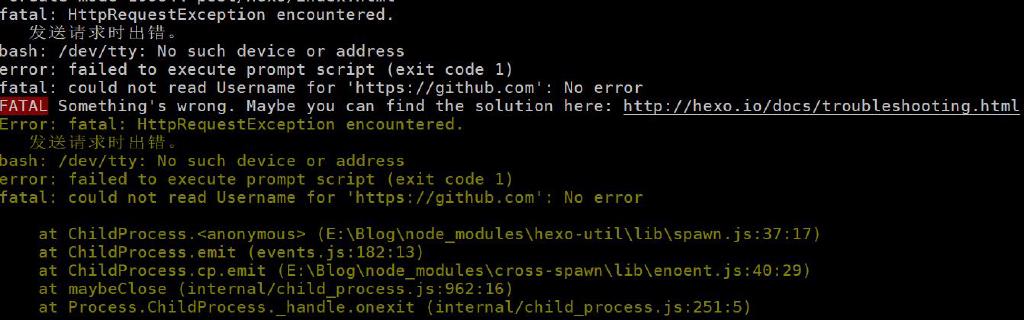 fatal: HttpRequestException encountered.
发送请求时出错。
bash: /dev/tty: No such device or address
error: failed to execute prompt script (exit code 1)
fatal: could not read Username for 'https://github.com': No error
FATAL Something's wrong. Maybe you can find the solution here: http://hexo.io/docs/troubleshooting.html
Error: fatal: HttpRequestException encountered.
发送请求时出错。
bash: /dev/tty: No such device or address
error: failed to execute prompt script (exit code 1)
fatal: could not read Username for 'https://github.com': No error
at ChildProcess.<anonymous> (E:\Blog\node_modules\hexo-util\lib\spawn.js:37:17)
at ChildProcess.emit (events.js:182:13)
at ChildProcess.cp.emit (E:\Blog\node_modules\cross-spawn\lib\enoent.js:40:29)
at maybeClose (internal/child_process.js:962:16)
at Process.ChildProcess._handle.onexit (internal/child_process.js:251:5)